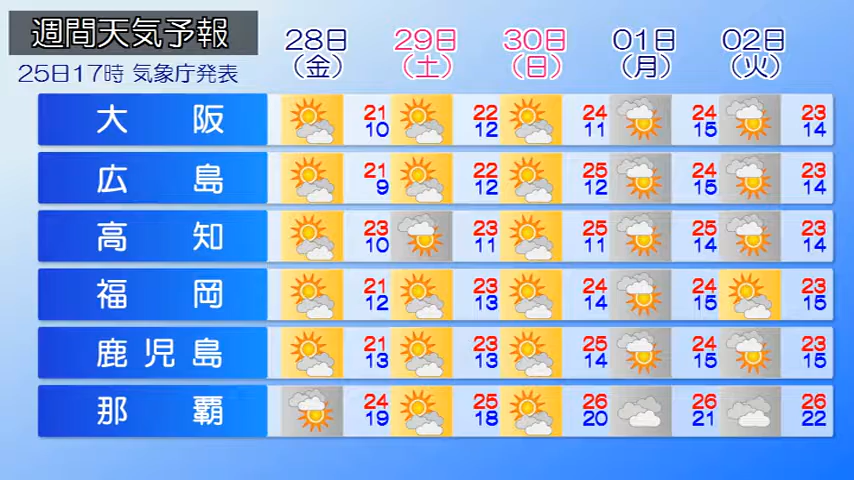 週間天気予報
25日17時 気象庁発表
28日（金） 29日（土） 30日（日） 01日（月） 02日（火）
大阪 21 10 22 12 24 11 24 15 23 14
広島 21 9 22 12 25 12 24 15 23 14
高知 23 10 23 11 25 11 25 14 23 14
福岡 21 12 23 13 24 14 24 15 23 15
鹿児島 21 13 23 13 25 14 24 15 23 15
那覇 24 19 25 18 26 20 26 21 26 22